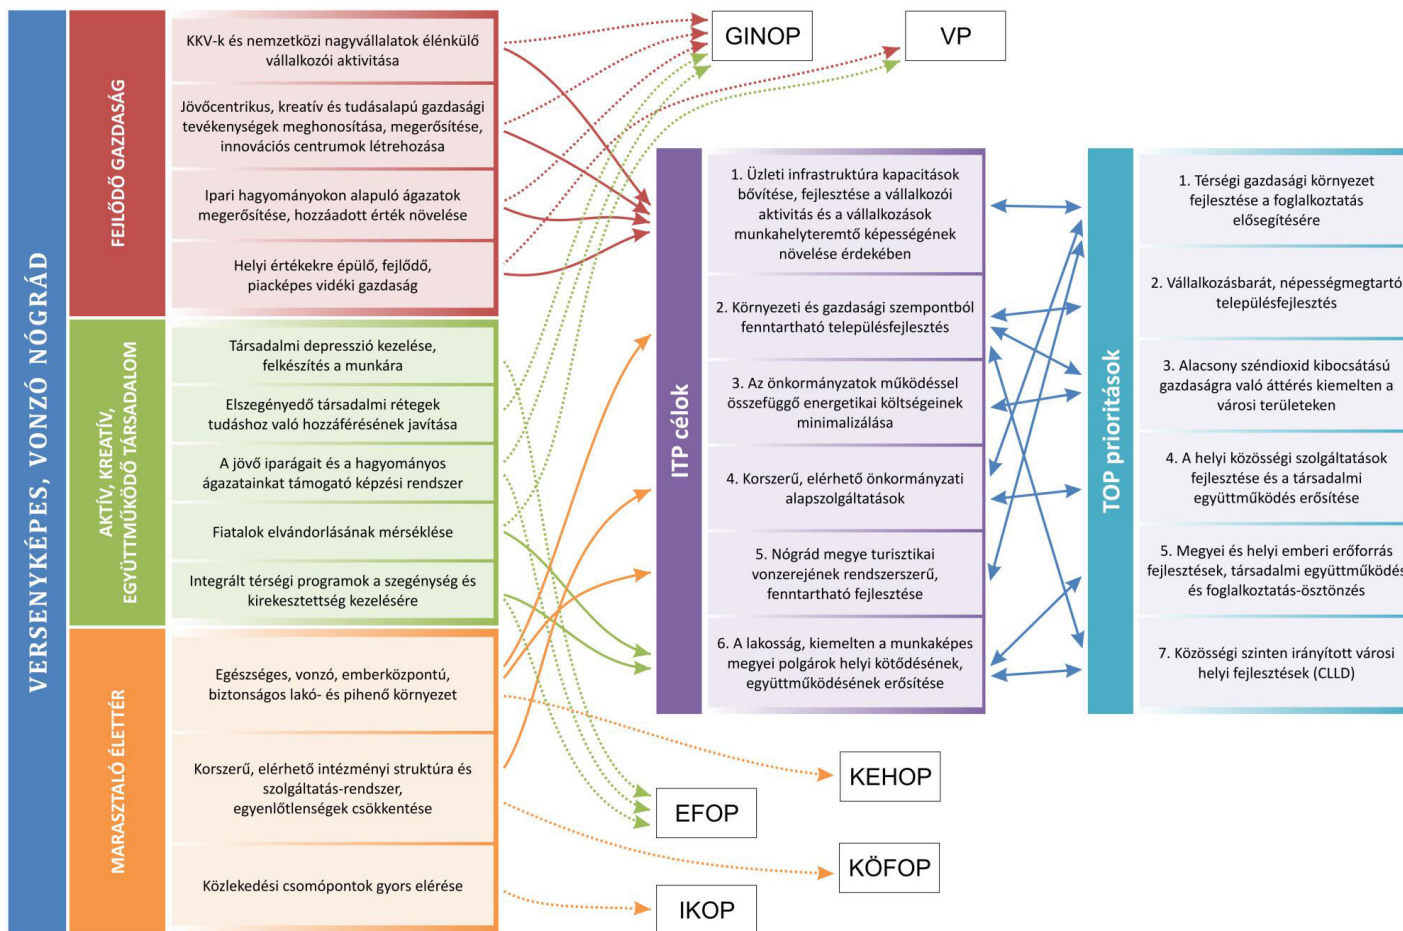 VERSENYKÉPES, VONZÓ NÓGRÁD
FEJLŐDŐ GAZDASÁG
KKV-k és nemzetközi nagyvállalatok élénkülő
vállalkozói aktivitása
Jövőcentrikus, kreatív és tudásalapú gazdasági
tevékenységek meghonosítása, megerősítése,
innovációs centrumok létrehozása
Ipari hagyományokon alapuló ágazatok
megerősítése, hozzáadott érték növelése
Helyi értékekre épülő, fejlődő,
piacképes vidéki gazdaság
AKTÍV, KREATÍV,
EGYÜTTMŰKÖDŐ TÁRSADALOM
Társadalmi depresszió kezelése,
felkészítés a munkára
Elszegényedő társadalmi rétegek
tudáshoz való hozzáférésének javítása
A jövő iparágait és a hagyományos
ágazatainkat támogató képzési rendszer
Fiatalok elvándorlásának mérséklése
Integrált térségi programok a szegénység és
kirekesztettség kezelésére
MARASZTALÓ ÉLETTÉR
Egészséges, vonzó, emberközpontú,
biztonságos lakó- és pihenő környezet
Korszerű, elérhető intézményi struktúra és
szolgáltatás-rendszer,
egyenlőtlenségek csökkentése
Közlekedési csomópontok gyors elérése
GINOP
VP
ITP célok
1. Üzleti infrastruktúra kapacitások
bővítése, fejlesztése a vállalkozói
aktivitás és a vállalkozások
munkahelyteremtő képességének
növelése érdekében
2. Környezeti és gazdasági szempontból
fenntartható településfejlesztés
3. Az önkormányzatok működéssel
összefüggő energetikai költségeinek
minimalizálása
4. Korszerű, elérhető önkormányzati
alapszolgáltatások
5. Nógrád megye turisztikai
vonzerejének rendszerszerű,
fenntartható fejlesztése
6. A lakosság, kiemelten a munkaképes
megyei polgárok helyi kötődésének,
együttműködésének erősítése
TOP prioritások
1. Térségi gazdasági környezet
fejlesztése a foglalkoztatás
elősegítésére
2. Vállalkozásbarát, népességmegtartó
településfejlesztés
3. Alacsony széndioxid kibocsátású
gazdaságra való áttérés kiemelten a
városi területeken
4. A helyi közösségi szolgáltatások
fejlesztése és a társadalmi
együttműködés erősítése
5. Megyei és helyi emberi erőforrás
fejlesztések, társadalmi együttműködés
és foglalkoztatás-ösztönzés
7. Közösségi szinten irányított városi
helyi fejlesztések (CLLD)
KEHOP
EFOP
KÖFOP
IKOP